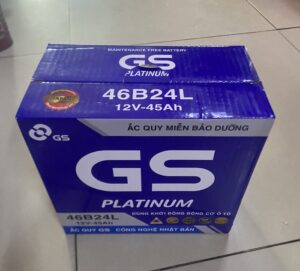 MAINTENANCE FREE BATTERY
GS
PLATINUM
46B24L
12V-45Ah
GS
ẮC QUY MIỄN BẢO DƯỠNG
GS
PLATINUM
DÙNG KHỞI ĐỘNG ĐỘNG CƠ Ô TÔ
46B24L
12V-45Ah
ẮC QUY GS - CÔNG NGHỆ NHẬT BẢN